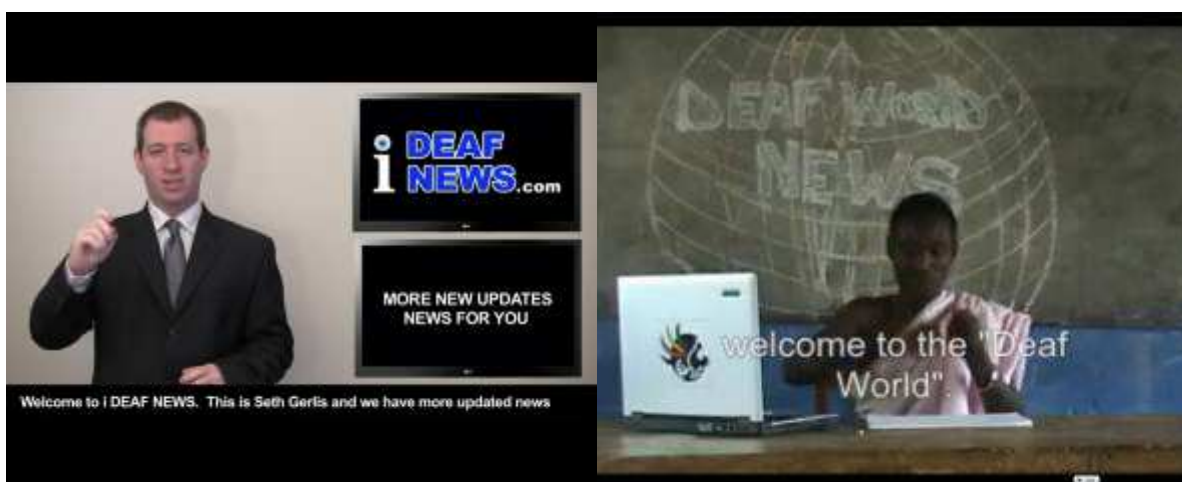 i DEAF
NEWS.com
MORE NEW UPDATES
NEWS FOR YOU
Welcome to i DEAF NEWS. This is Seth Gerlis and we have more updated news
DEAF World
NEWS
welcome to the "Deaf
World".